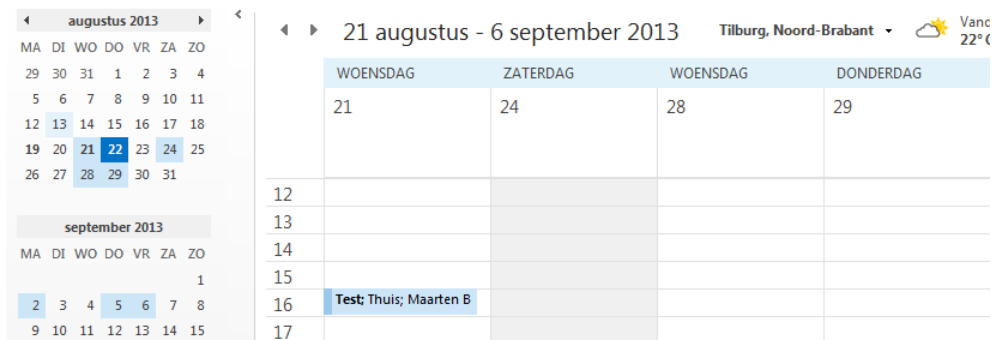 augustus 2013
MA DI WO DO VR ZA ZO
29 30 31 1 2 3 4
5 6 7 8 9 10 11
12 13 14 15 16 17 18
19 20 21 22 23 24 25
26 27 28 29 30 31
september 2013
MA DI WO DO VR ZA ZO
1
2 3 4 5 6 7 8
9 10 11 12 13 14 15
21 augustus - 6 september 2013
Tilburg, Noord-Brabant
22°
WOENSDAG ZATERDAG WOENSDAG DONDERDAG
21 24 28 29
12
13
14
15
16 Test; Thuis; Maarten B
17